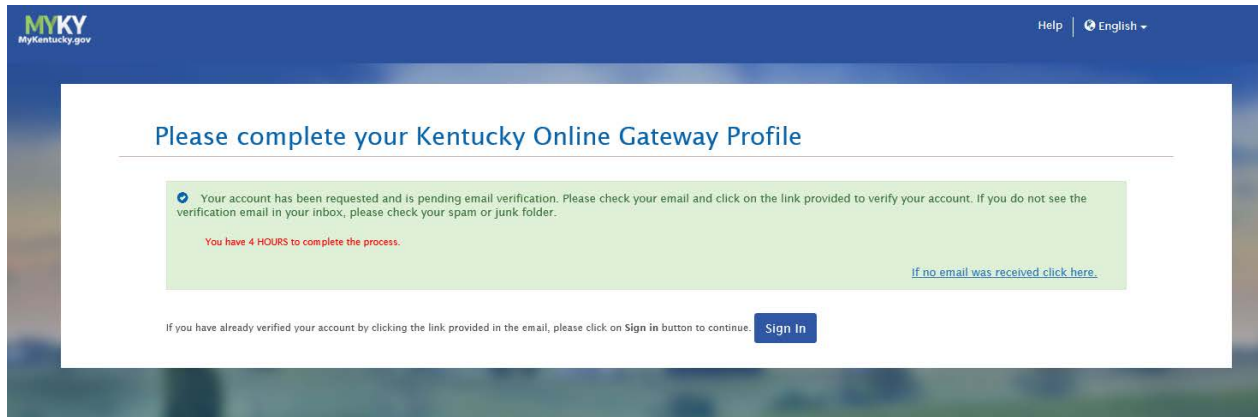 MYKY
MyKentucky.gov
Help
English
Please complete your Kentucky Online Gateway Profile
Your account has been requested and is pending email verification. Please check your email and click on the link provided to verify your account. If you do not see the
verification email in your inbox, please check your spam or junk folder.
You have 4 HOURS to complete the process.
If no email was received click here.
If you have already verified your account by clicking the link provided in the email, please click on Sign in button to continue. Sign In